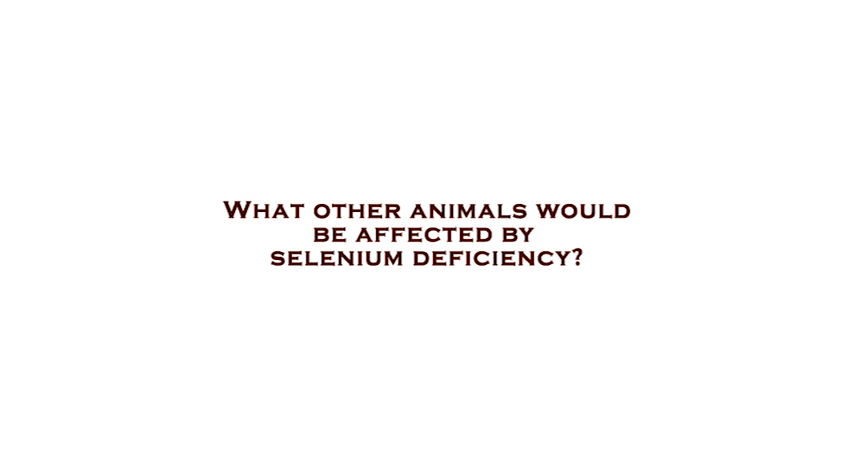 What other animals would
be affected by
selenium deficiency?